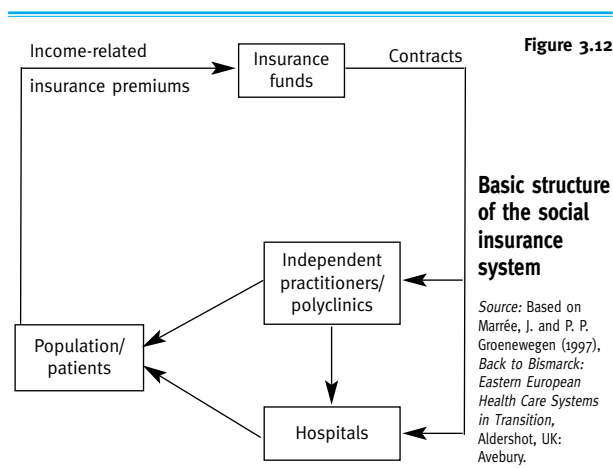 Figure 3.12
Income-related
insurance premiums
Insurance
funds
Contracts
Basic structure
of the social
insurance
system
Source: Based on
Marrée, J. and P. P.
Groenewegen (1997),
Back to Bismarck:
Eastern European
Health Care Systems
in Transition,
Aldershot, UK:
Avebury.
Independent
practitioners/
polyclinics
Population/
patients
Hospitals